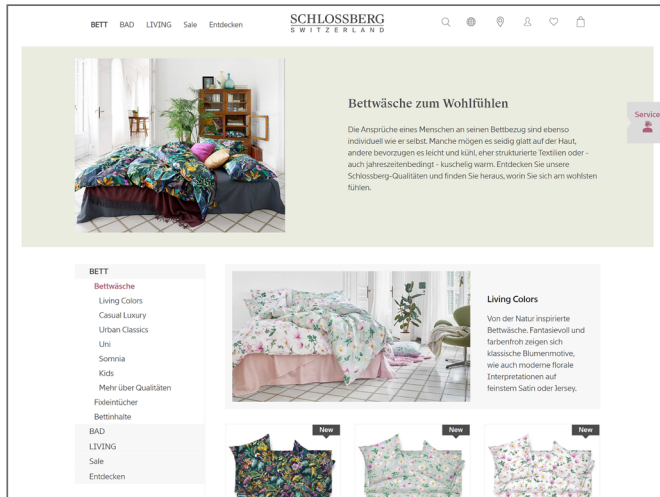 BETT BAD LIVING Sale Entdecken
SCHLOSSBERG
SWITZERLAND
Service
Bettwäsche zum Wohlfühlen
Die Ansprüche eines Menschen an seinen Bettbezug sind ebenso
individuell wie er selbst. Manche mögen es seidig glatt auf der Haut,
andere bevorzugen es leicht und kühl, eher strukturierte Textilien oder -
auch jahreszeitenbedingt - kuschelig warm. Entdecken Sie unsere
Schlossberg-Qualitäten und finden Sie heraus, worin Sie sich am wohlsten
fühlen.
BETT
Bettwäsche
Living Colors
Casual Luxury
Urban Classics
Uni
Somnia
Kids
Mehr über Qualitäten
Fixleintücher
Bettinhalte
BAD
LIVING
Sale
Entdecken
Living Colors
Von der Natur inspirierte
Bettwäsche. Fantasievoll und
farbenfroh zeigen sich
klassische Blumenmotive,
wie auch moderne florale
Interpretationen auf
feinstem Satin oder Jersey.
New
New
New